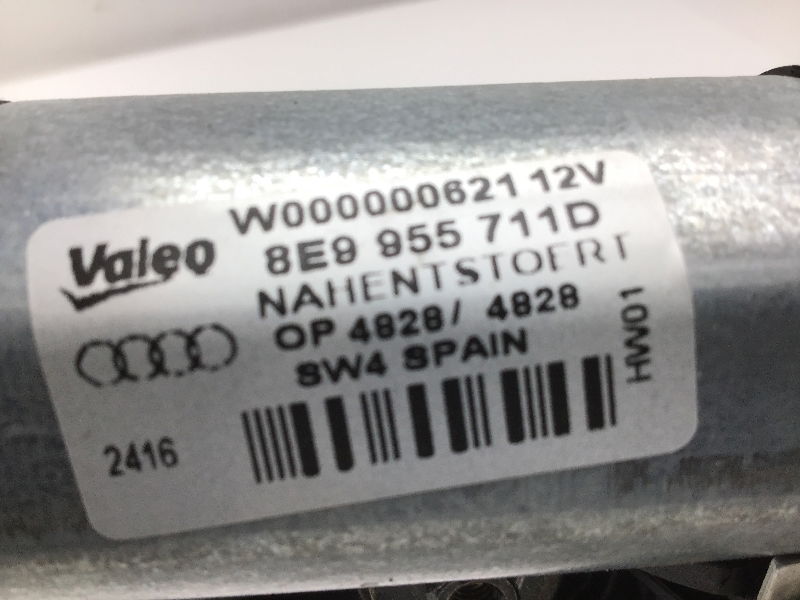 W000000621 12V
Valeo
8E9 955 711D
NAHENTSTOERT
OP 4828/ 4828
SW4 SPAIN
HW01
2416